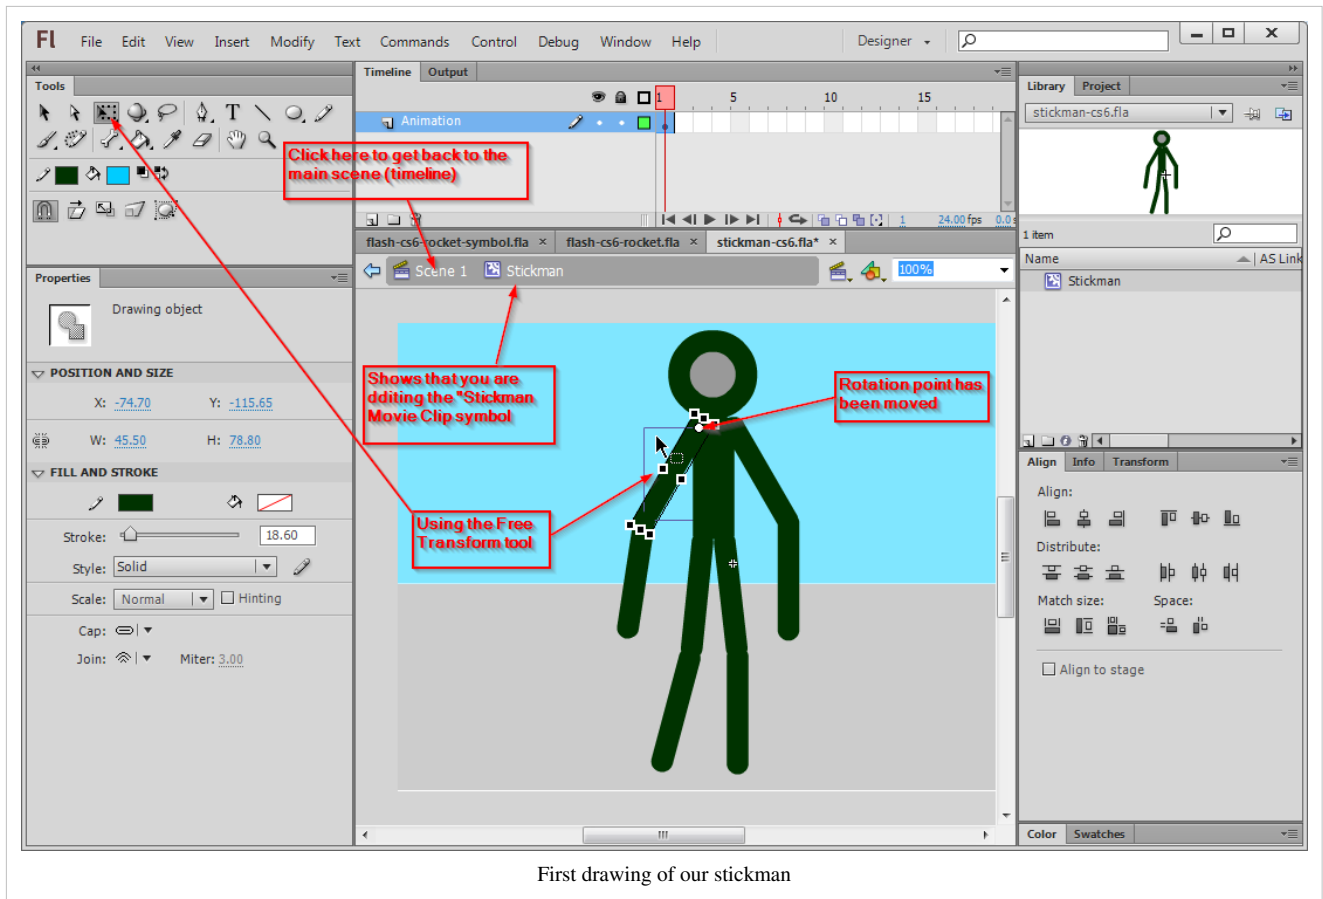 Fl File Edit View Insert Modify Text Commands Control Debug Window Help Designer
Tools
Timeline Output
1 5 10 15
Animation
Click here to get back to the
main scene (timeline)
1 24.00 fps 0.0s
flash-cs6-rocket-symbol.fla × flash-cs6-rocket.fla × stickman-cs6.fla* ×
Scene 1 Stickman 100%
Library Project
stickman-cs6.fla
1 item
Name AS Link
Stickman
Properties
Drawing object
POSITION AND SIZE
X: -74.70 Y: -115.65
W: 45.50 H: 78.80
FILL AND STROKE
Stroke: 18.60
Style: Solid
Scale: Normal Hinting
Cap:
Join: Miter: 3.00
Shows that you are
dditing the "Stickman
Movie Clip symbol
Rotation point has
been moved
Using the Free
Transform tool
Align Info Transform
Align:
Distribute:
Match size: Space:
Align to stage
Color Swatches
First drawing of our stickman